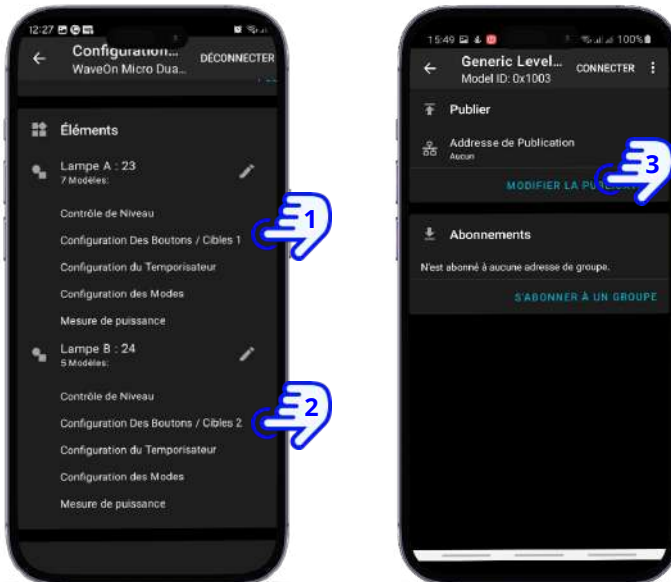 12:27
Configuration...
WaveOn Micro Dua...
DÉCONNECTER
Éléments
Lampe A : 23
7 Modèles:
Contrôle de Niveau
Configuration Des Boutons / Cibles 1
1
Configuration du Temporisateur
Configuration des Modes
Mesure de puissance
Lampe B : 24
5 Modèles:
Contrôle de Niveau
Configuration Des Boutons / Cibles 2
2
Configuration du Temporisateur
Configuration des Modes
Mesure de puissance
15:49
100%
Generic Level...
Model ID: 0x1003
CONNECTER
Publier
Addresse de Publication
Aucun
3
MODIFIER LA
Abonnements
N'est abonné à aucune adresse de groupe.
S'ABONNER À UN GROUPE